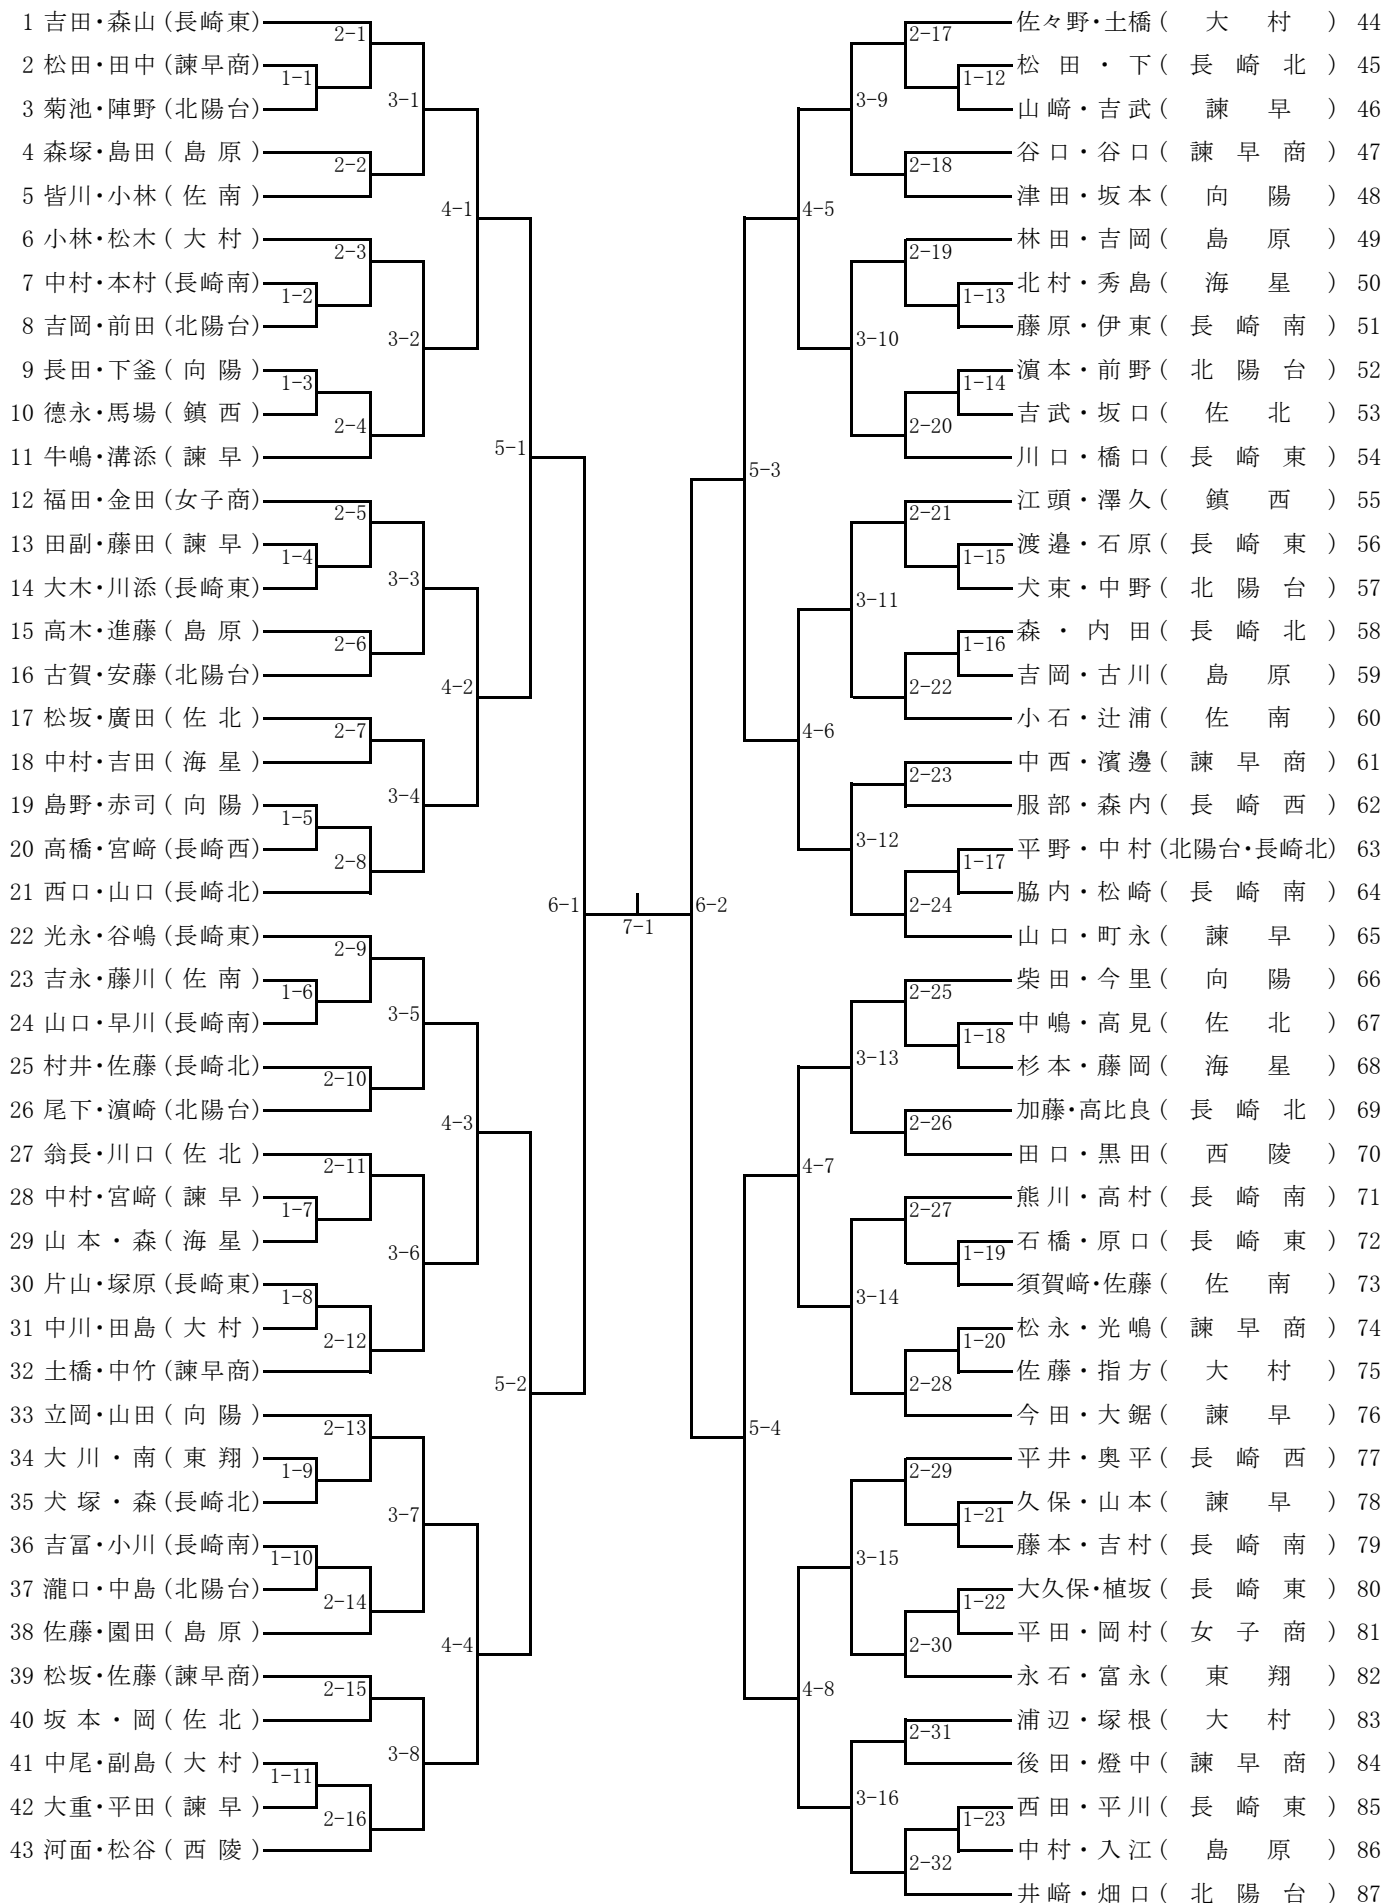 1 吉田・森山 (長崎東)
2 松田・田中 (諫早商)
3 菊池・陣野 (北陽台)
4 森塚・島田 ( 島 原 )
5 皆川・小林 ( 佐 南 )
6 小林・松木 ( 大 村 )
7 中村・本村 (長崎南)
8 吉岡・前田 (北陽台)
9 長田・下釜 ( 向 陽 )
10 德永・馬場 ( 鎮 西 )
11 牛嶋・溝添 ( 諫 早 )
12 福田・金田 (女子商)
13 田副・藤田 ( 諫 早 )
14 大木・川添 (長崎東)
15 高木・進藤 ( 島 原 )
16 古賀・安藤 (北陽台)
17 松坂・廣田 ( 佐 北 )
18 中村・吉田 ( 海 星 )
19 島野・赤司 ( 向 陽 )
20 高橋・宮﨑 (長崎西)
21 西口・山口 (長崎北)
22 光永・谷嶋 (長崎東)
23 吉永・藤川 ( 佐 南 )
24 山口・早川 (長崎南)
25 村井・佐藤 (長崎北)
26 尾下・濵崎 (北陽台)
27 翁長・川口 ( 佐 北 )
28 中村・宮﨑 ( 諫 早 )
29 山 本 ・ 森 ( 海 星 )
30 片山・塚原 (長崎東)
31 中川・田島 ( 大 村 )
32 土橋・中竹 (諫早商)
33 立岡・山田 ( 向 陽 )
34 大 川 ・ 南 ( 東 翔 )
35 犬 塚 ・ 森 (長崎北)
36 吉冨・小川 (長崎南)
37 瀧口・中島 (北陽台)
38 佐藤・園田 ( 島 原 )
39 松坂・佐藤 (諫早商)
40 坂 本 ・ 岡 ( 佐 北 )
41 中尾・副島 ( 大 村 )
42 大重・平田 ( 諫 早 )
43 河面・松谷 ( 西 陵 )
1-1
1-2
1-3
1-4
1-5
1-6
1-7
1-8
1-9
1-10
1-11
2-1
2-2
2-3
2-4
2-5
2-6
2-7
2-8
2-9
2-10
2-11
2-12
2-13
2-14
2-15
2-16
3-1
3-2
3-3
3-4
3-5
3-6
3-7
3-8
4-1
4-2
4-3
4-4
5-1
5-2
6-1
7-1
6-2
5-3
5-4
4-5
4-6
4-7
4-8
3-9
3-10
3-11
3-12
3-13
3-14
3-15
3-16
2-17
2-18
2-19
2-20
2-21
2-22
2-23
2-24
2-25
2-26
2-27
2-28
2-29
2-30
2-31
2-32
1-12
1-13
1-14
1-15
1-16
1-17
1-18
1-19
1-20
1-21
1-22
1-23
佐々野・土橋 ( 大 村 ) 44
松 田 ・ 下 ( 長 崎 北 ) 45
山 﨑 ・ 吉 武 ( 諫 早 ) 46
谷 口 ・ 谷 口 ( 諫 早 商 ) 47
津 田 ・ 坂 本 ( 向 陽 ) 48
林 田 ・ 吉 岡 ( 島 原 ) 49
北 村 ・ 秀 島 ( 海 星 ) 50
藤 原 ・ 伊 東 ( 長 崎 南 ) 51
濵 本 ・ 前 野 ( 北 陽 台 ) 52
吉 武 ・ 坂 口 ( 佐 北 ) 53
川 口 ・ 橋 口 ( 長 崎 東 ) 54
江 頭 ・ 澤 久 ( 鎮 西 ) 55
渡 邉 ・ 石 原 ( 長 崎 東 ) 56
犬 束 ・ 中 野 ( 北 陽 台 ) 57
森 ・ 内 田 ( 長 崎 北 ) 58
吉 岡 ・ 古 川 ( 島 原 ) 59
小 石 ・ 辻 浦 ( 佐 南 ) 60
中 西 ・ 濱 邊 ( 諫 早 商 ) 61
服 部 ・ 森 内 ( 長 崎 西 ) 62
平 野 ・ 中 村 (北陽台・長崎北) 63
脇 内 ・ 松 崎 ( 長 崎 南 ) 64
山 口 ・ 町 永 ( 諫 早 ) 65
柴 田 ・ 今 里 ( 向 陽 ) 66
中 嶋 ・ 高 見 ( 佐 北 ) 67
杉 本 ・ 藤 岡 ( 海 星 ) 68
加藤・高比良 ( 長 崎 北 ) 69
田 口 ・ 黒 田 ( 西 陵 ) 70
熊 川 ・ 高 村 ( 長 崎 南 ) 71
石 橋 ・ 原 口 ( 長 崎 東 ) 72
須賀﨑・佐藤 ( 佐 南 ) 73
松 永 ・ 光 嶋 ( 諫 早 商 ) 74
佐 藤 ・ 指 方 ( 大 村 ) 75
今 田 ・ 大 鋸 ( 諫 早 ) 76
平 井 ・ 奥 平 ( 長 崎 西 ) 77
久 保 ・ 山 本 ( 諫 早 ) 78
藤 本 ・ 吉 村 ( 長 崎 南 ) 79
大久保・植坂 ( 長 崎 東 ) 80
平 田 ・ 岡 村 ( 女 子 商 ) 81
永 石 ・ 富 永 ( 東 翔 ) 82
浦 辺 ・ 塚 根 ( 大 村 ) 83
後 田 ・ 燈 中 ( 諫 早 商 ) 84
西 田 ・ 平 川 ( 長 崎 東 ) 85
中 村 ・ 入 江 ( 島 原 ) 86
井 﨑 ・ 畑 口 ( 北 陽 台 ) 87